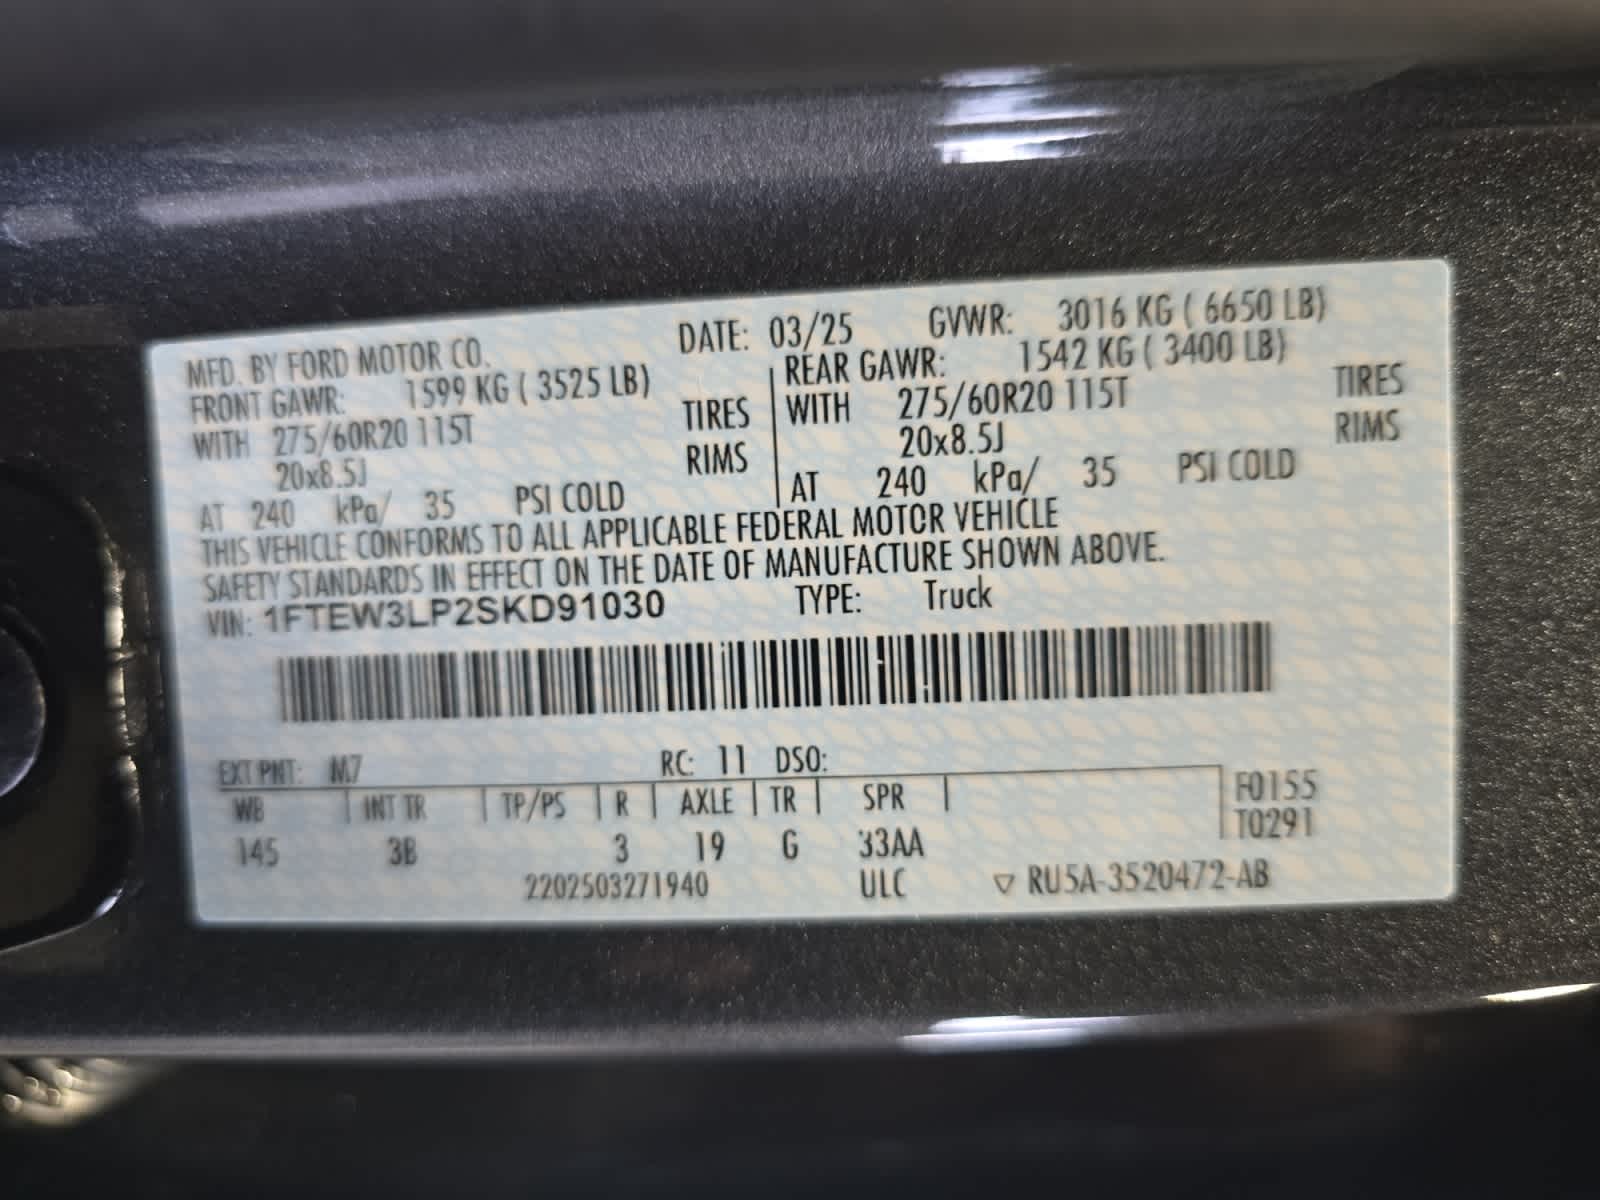 MFD. BY FORD MOTOR CO. DATE: 03/25 GVWR: 3016 KG ( 6650 LB)
FRONT GAWR: 1599 KG ( 3525 LB) REAR GAWR: 1542 KG ( 3400 LB)
WITH 275/60R20 115T TIRES WITH 275/60R20 115T TIRES
20x8.5J RIMS 20x8.5J RIMS
AT 240 kPa/ 35 PSI COLD AT 240 kPa/ 35 PSI COLD
THIS VEHICLE CONFORMS TO ALL APPLICABLE FEDERAL MOTOR VEHICLE
SAFETY STANDARDS IN EFFECT ON THE DATE OF MANUFACTURE SHOWN ABOVE.
VIN: 1FTEW3LP2SKD91030 TYPE: Truck
EXT PNT: M7 RC: 11 DSO:
WB INT TR TP/PS R AXLE TR SPR F0155
T0291
145 3B 3 19 G 33AA
2202503271940 ULC ▽ RU5A-3520472-AB